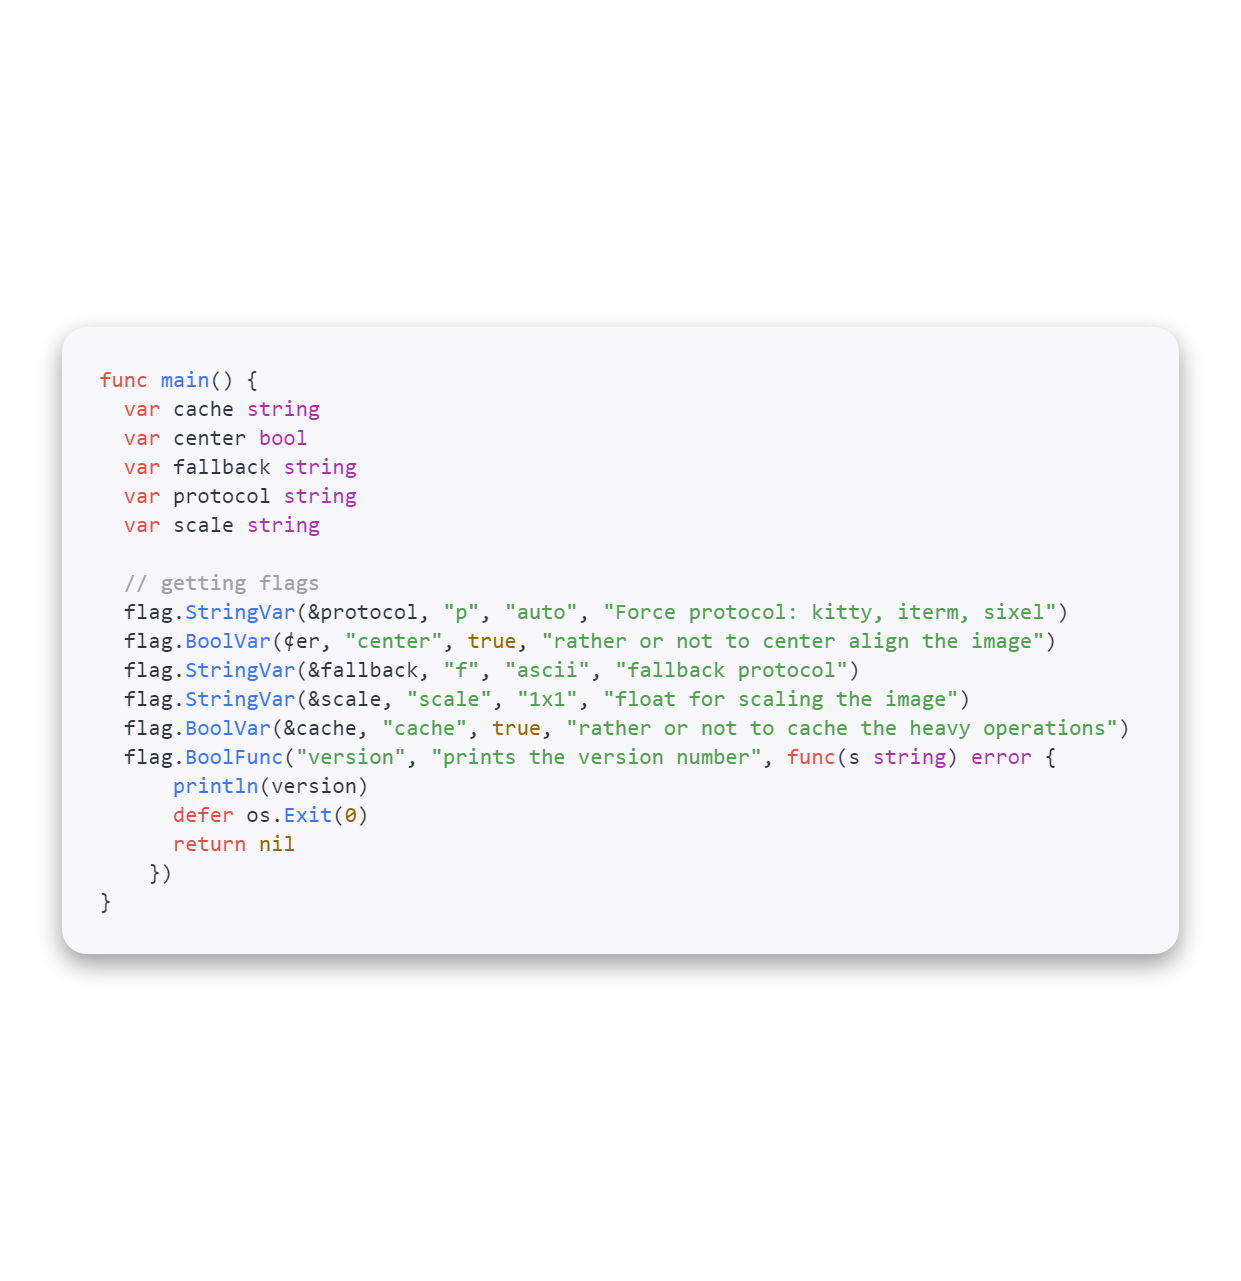 func main() {
  var cache string
  var center bool
  var fallback string
  var protocol string
  var scale string

  // getting flags
  flag.StringVar(&protocol, "p", "auto", "Force protocol: kitty, iterm, sixel")
  flag.BoolVar(¢er, "center", true, "rather or not to center align the image")
  flag.StringVar(&fallback, "f", "ascii", "fallback protocol")
  flag.StringVar(&scale, "scale", "1x1", "float for scaling the image")
  flag.BoolVar(&cache, "cache", true, "rather or not to cache the heavy operations")
  flag.BoolFunc("version", "prints the version number", func(s string) error {
      println(version)
      defer os.Exit(0)
      return nil
    })
}